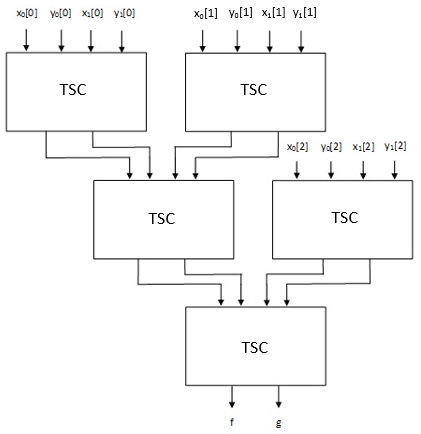 x₀[0] y₀[0] x₁[0] y₁[0]
x₀[1] y₀[1] x₁[1] y₁[1]
TSC
TSC
x₀[2] y₀[2] x₁[2] y₁[2]
TSC
TSC
TSC
f
g